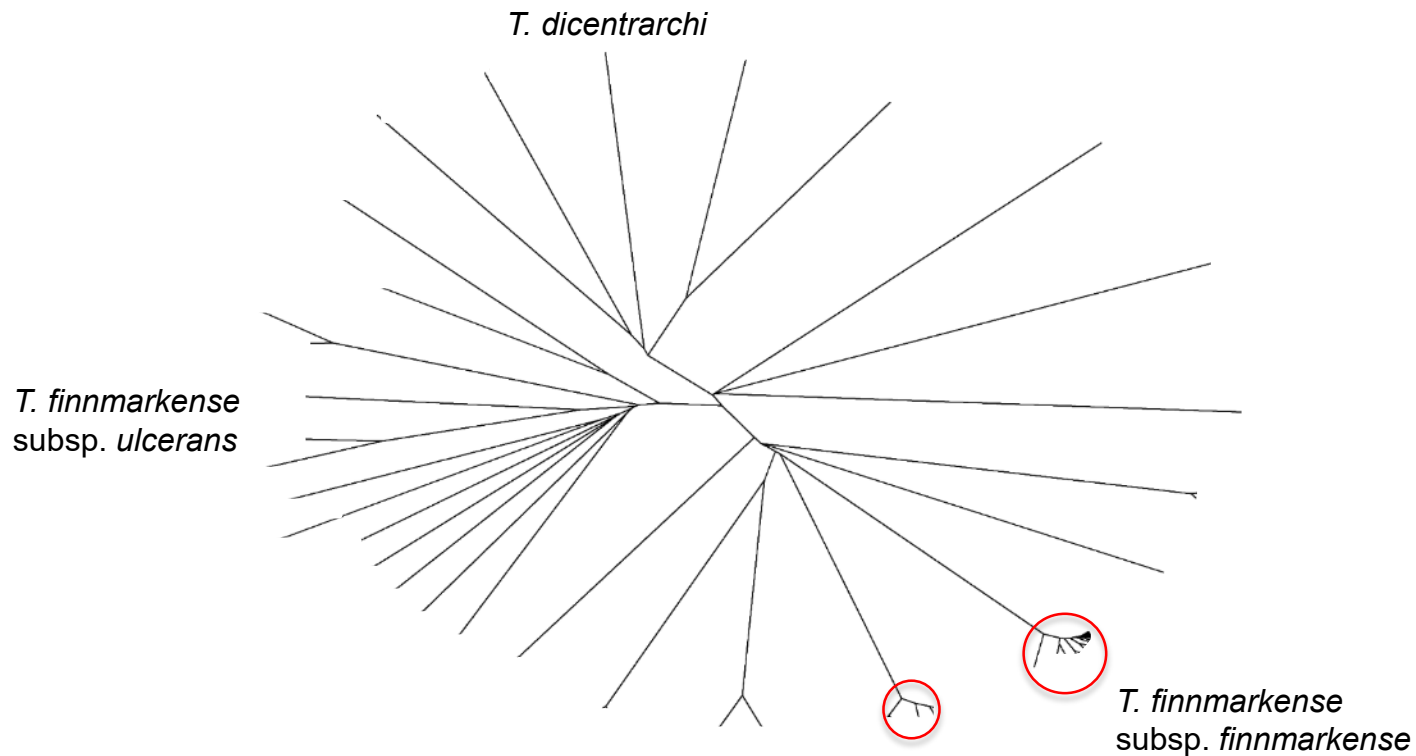 T. dicentrarchi
T. finnmarkense
subsp. ulcerans
T. finnmarkense
subsp. finnmarkense